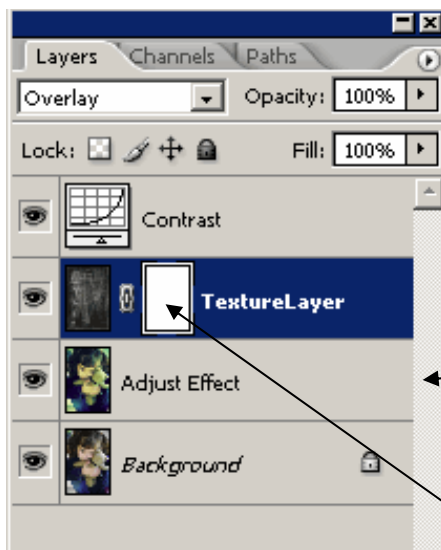 Layers Channels Paths
Overlay Opacity: 100%
Lock: Fill: 100%
Contrast
TextureLayer
Adjust Effect
Background